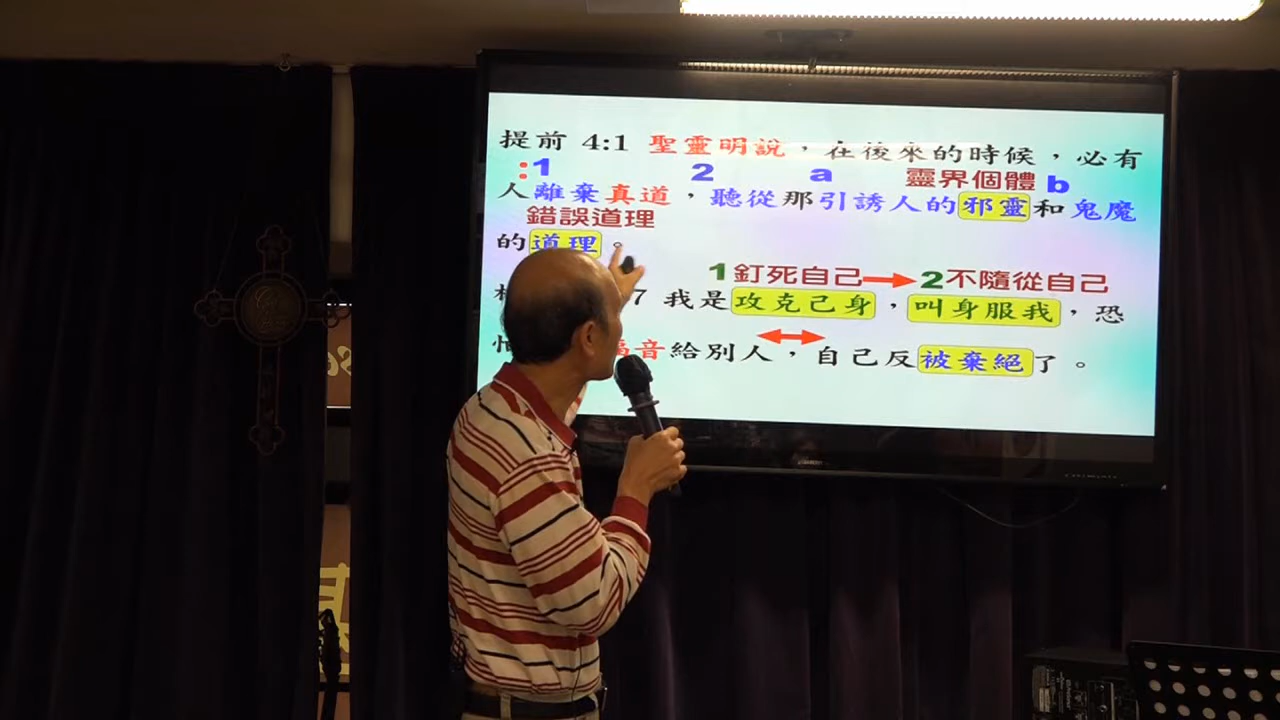 提前 4:1 聖靈明說，在後來的時候，必有
:1 2 a 靈界個體 b
人離棄真道，聽從那引誘人的邪靈和鬼魔
錯誤道理
的道理。
1釘死自己→2不隨從自己
7 我是攻克己身，叫身服我，恐
音給別人，自己反被棄絕了。